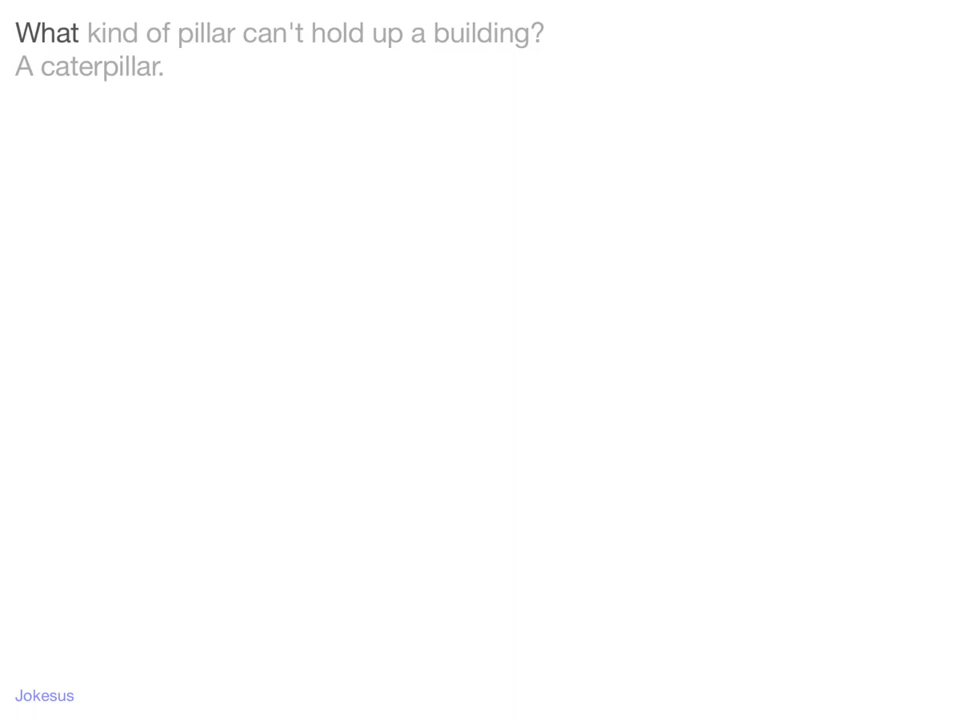 What kind of pillar can't hold up a building?
A caterpillar.
Jokesus